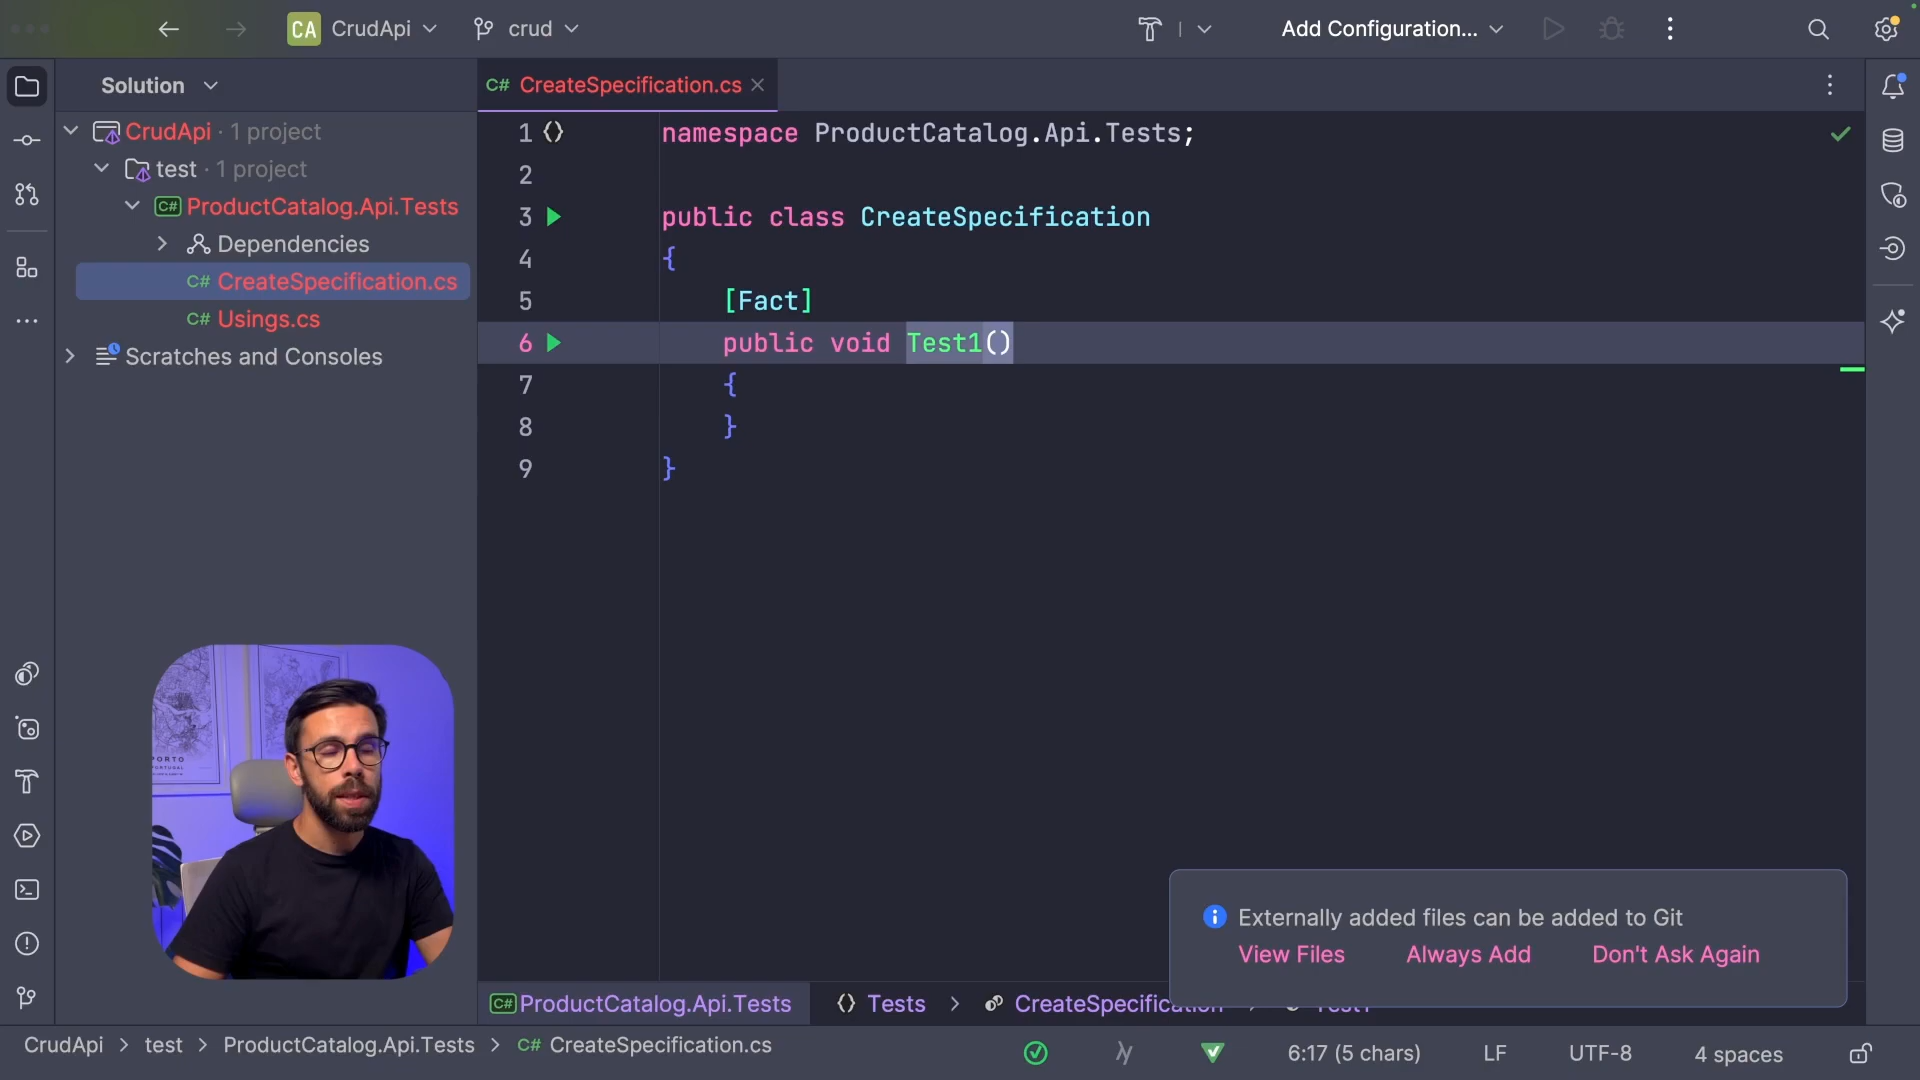 CA CrudApi crud Add Configuration...
Solution
C# CreateSpecification.cs
CrudApi · 1 project
test · 1 project
C# ProductCatalog.Api.Tests
Dependencies
C# CreateSpecification.cs
C# Usings.cs
Scratches and Consoles
1 namespace ProductCatalog.Api.Tests;
2
3 public class CreateSpecification
4 {
5 [Fact]
6 public void Test1()
7 {
8 }
9 }
PORTO
PORTUGAL
Externally added files can be added to Git
View Files Always Add Don't Ask Again
C# ProductCatalog.Api.Tests Tests > CreateSpecification > Test1
CrudApi > test > ProductCatalog.Api.Tests > C# CreateSpecification.cs
6:17 (5 chars) LF UTF-8 4 spaces